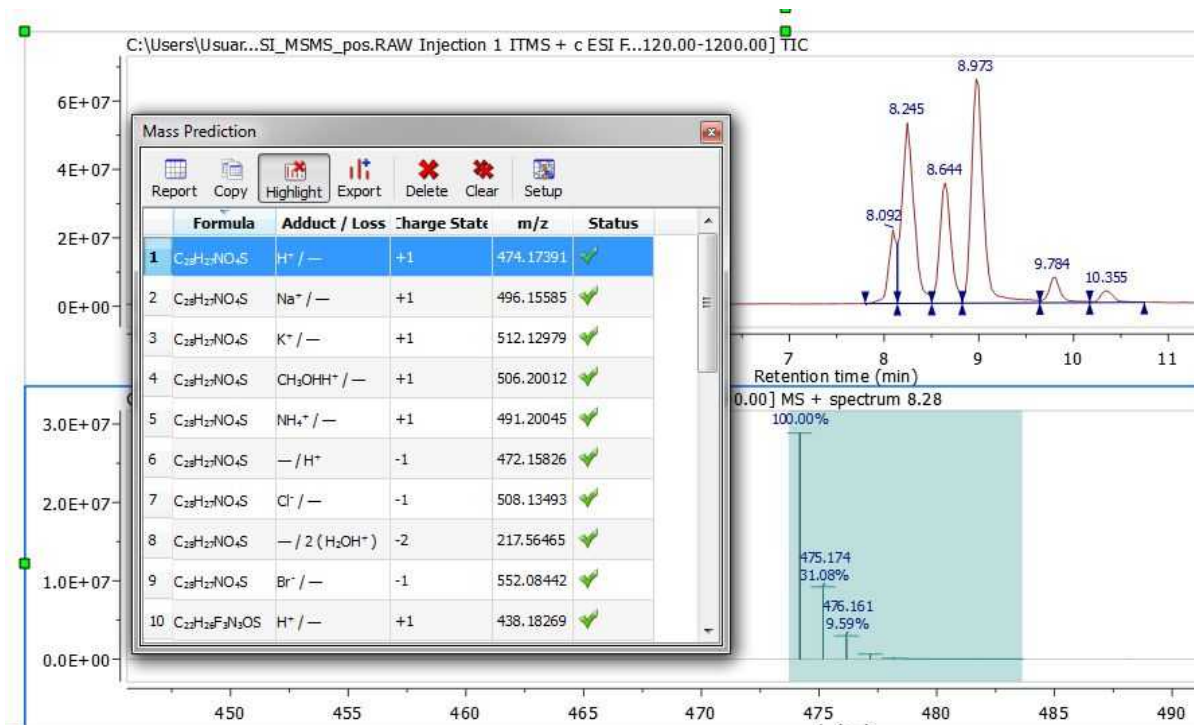 C:\Users\Usuar...SI_MSMS_pos.RAW Injection 1 ITMS + c ESI F...120.00-1200.00] TIC
8.973
8.245
8.644
8.092
9.784
10.355
6E+07
4E+07
2E+07
0E+00
7 8 9 10 11
Retention time (min)
Mass Prediction
Report Copy Highlight Export Delete Clear Setup
Formula Adduct / Loss Charge State m/z Status
1 C₂₈H₂₇NO₄S H⁺ / — +1 474.17391
2 C₂₈H₂₇NO₄S Na⁺ / — +1 496.15585
3 C₂₈H₂₇NO₄S K⁺ / — +1 512.12979
4 C₂₈H₂₇NO₄S CH₃OHH⁺ / — +1 506.20012
5 C₂₈H₂₇NO₄S NH₄⁺ / — +1 491.20045
6 C₂₈H₂₇NO₄S — / H⁺ -1 472.15826
7 C₂₈H₂₇NO₄S Cl⁻ / — -1 508.13493
8 C₂₈H₂₇NO₄S — / 2 ( H₂OH⁺ ) -2 217.56465
9 C₂₈H₂₇NO₄S Br⁻ / — -1 552.08442
10 C₂₂H₂₆F₃N₃OS H⁺ / — +1 438.18269
0.00] MS + spectrum 8.28
100.00%
475.174
31.08%
476.161
9.59%
3.0E+07
2.0E+07
1.0E+07
0.0E+00
450 455 460 465 470 475 480 485 490